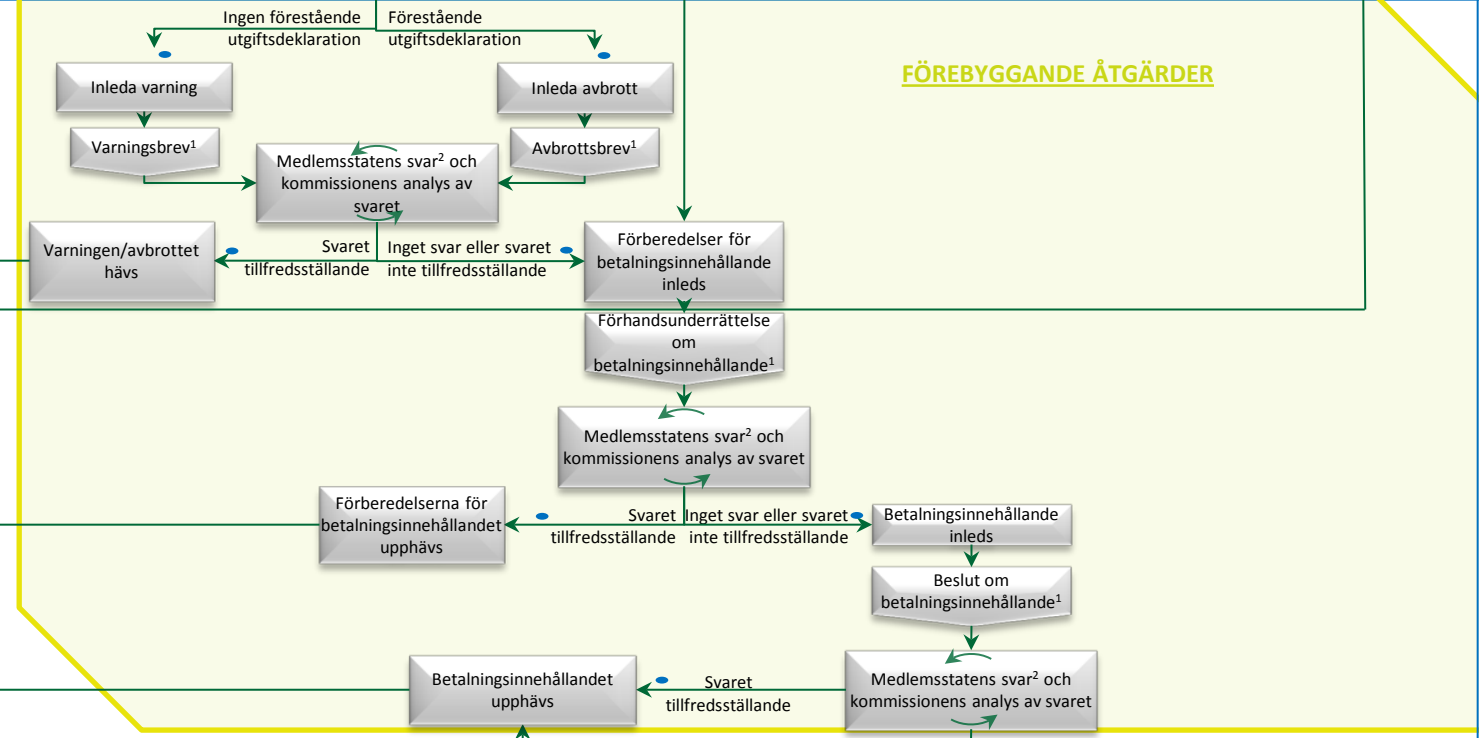 Ingen förestående
utgiftsdeklaration
Förestående
utgiftsdeklaration
FÖREBYGGANDE ÅTGÄRDER
Inleda varning
Inleda avbrott
Varningsbrev¹
Avbrottsbrev¹
Medlemsstatens svar² och
kommissionens analys av
svaret
Varningen/avbrottet
hävs
Svaret
tillfredsställande
Inget svar eller svaret
inte tillfredsställande
Förberedelser för
betalningsinnehållande
inleds
Förhandsunderrättelse
om
betalningsinnehållande¹
Medlemsstatens svar² och
kommissionens analys av svaret
Förberedelserna för
betalningsinnehållandet
upphävs
Svaret
tillfredsställande
Inget svar eller svaret
inte tillfredsställande
Betalningsinnehållande
inleds
Beslut om
betalningsinnehållande¹
Betalningsinnehållandet
upphävs
Svaret
tillfredsställande
Medlemsstatens svar² och
kommissionens analys av svaret